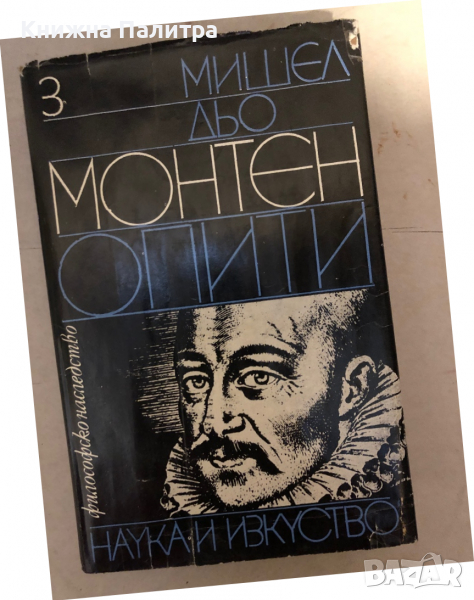 Книжна Палитра
3
МИШЕЛ
ДЬО
МОНТЕН
ОПИТИ
философско наследство
НАУКА И ИЗКУСТВО
BAZAR